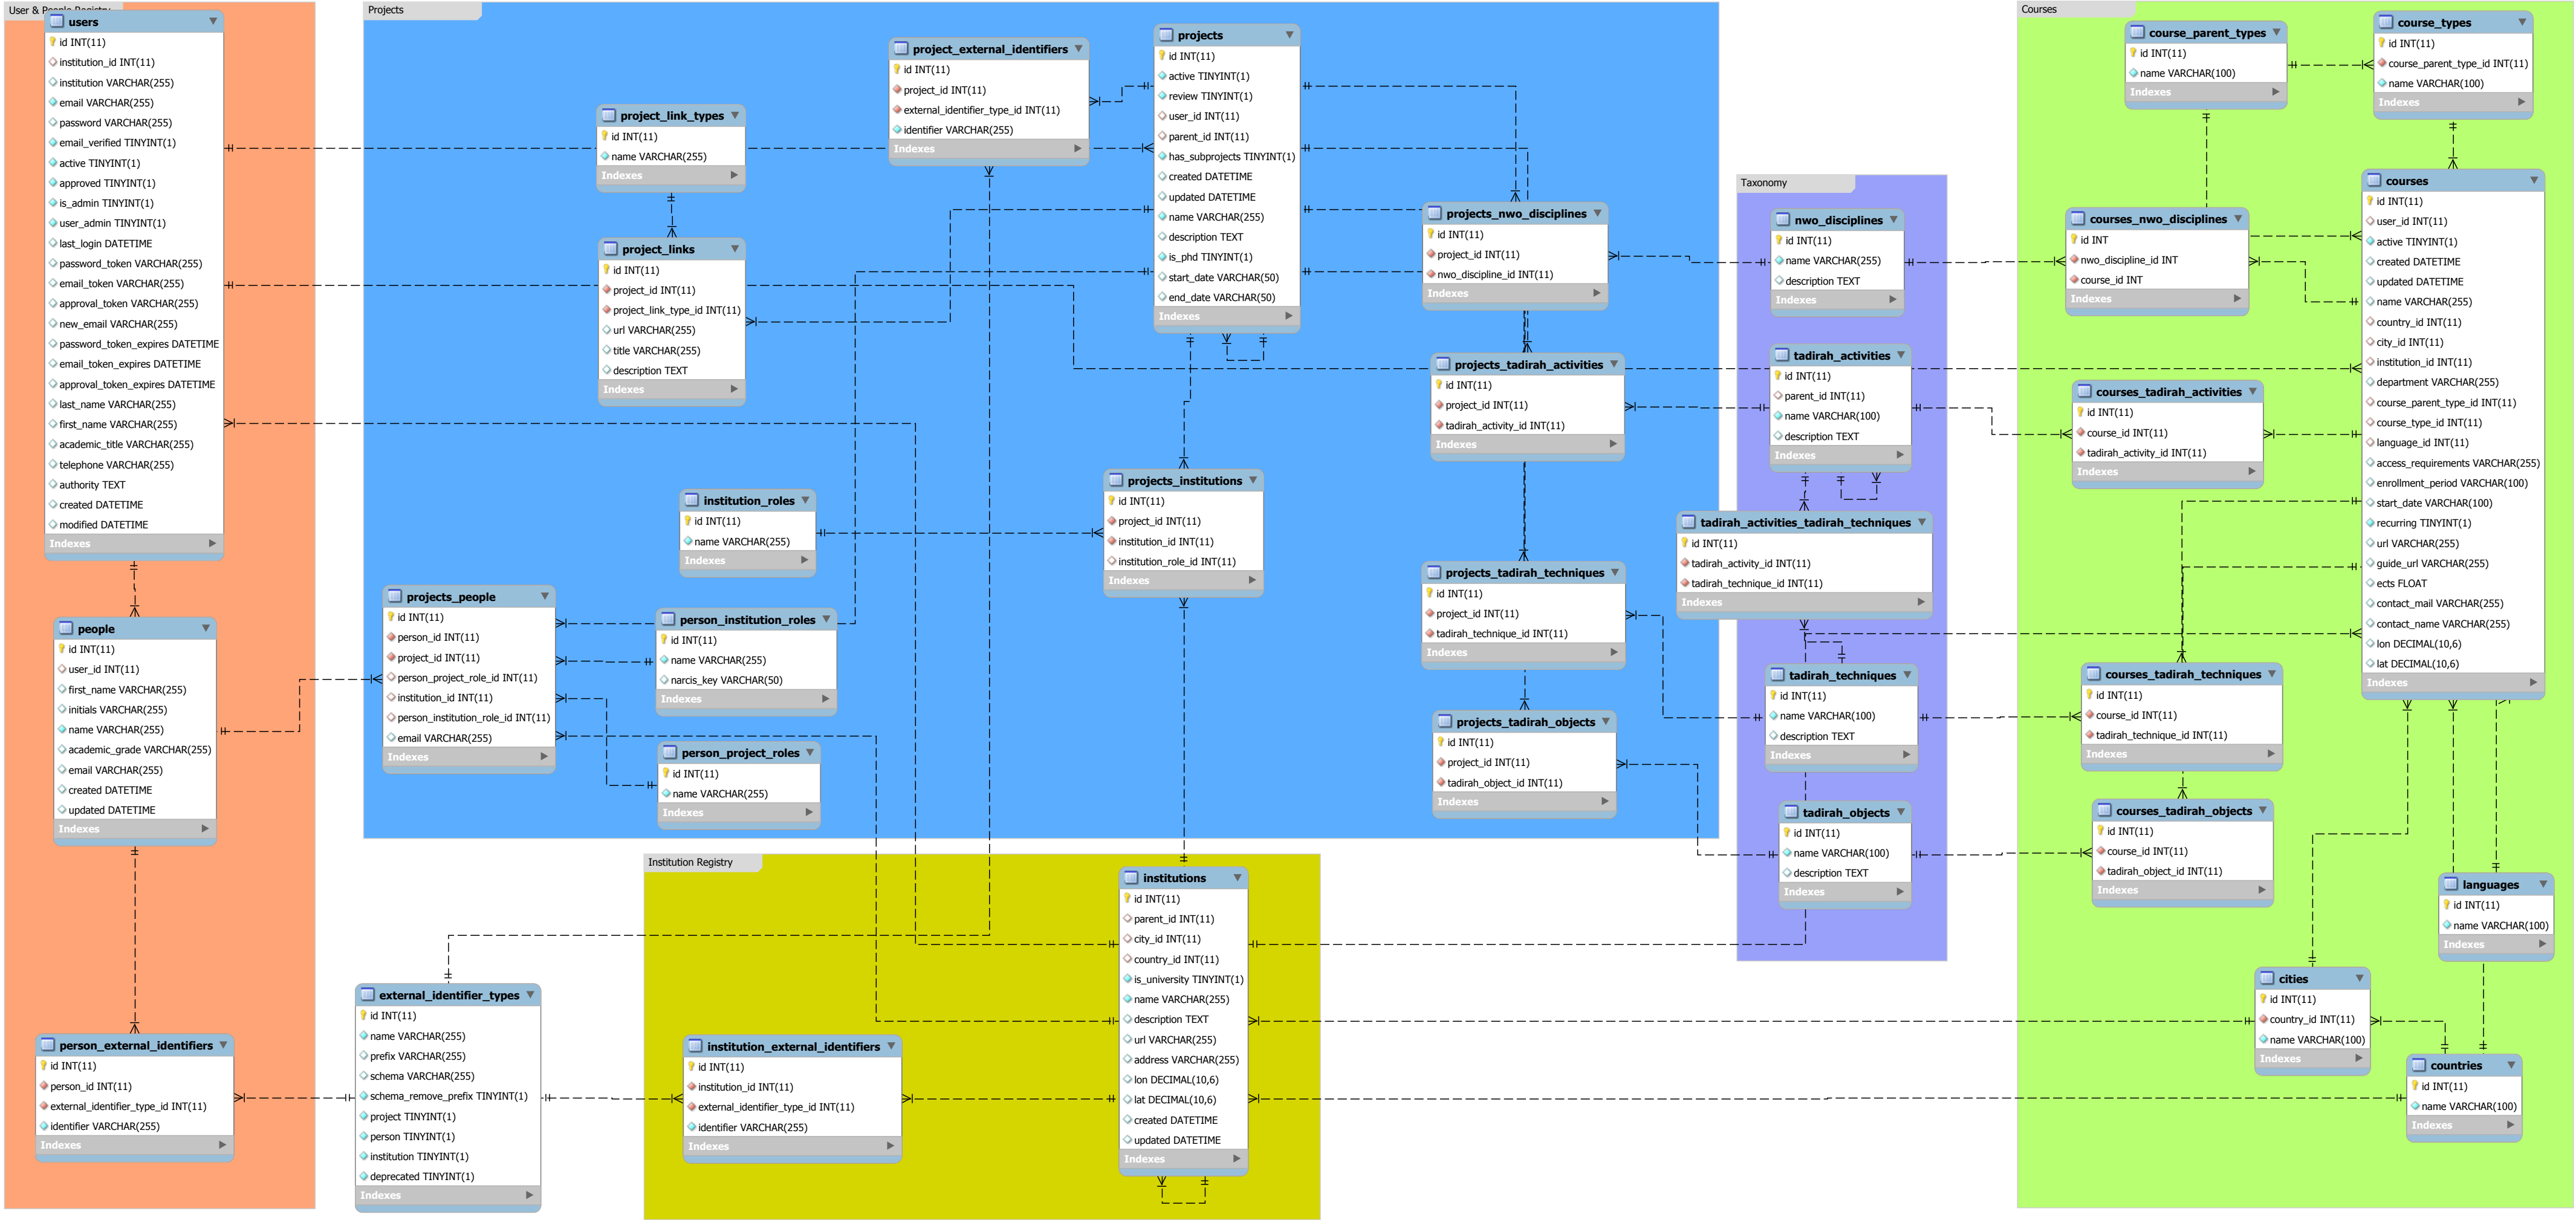 User & People Registry
users
id INT(11)
institution_id INT(11)
institution VARCHAR(255)
email VARCHAR(255)
password VARCHAR(255)
email_verified TINYINT(1)
active TINYINT(1)
approved TINYINT(1)
is_admin TINYINT(1)
user_admin TINYINT(1)
last_login DATETIME
password_token VARCHAR(255)
email_token VARCHAR(255)
approval_token VARCHAR(255)
new_email VARCHAR(255)
password_token_expires DATETIME
email_token_expires DATETIME
approval_token_expires DATETIME
last_name VARCHAR(255)
first_name VARCHAR(255)
academic_title VARCHAR(255)
telephone VARCHAR(255)
authority TEXT
created DATETIME
modified DATETIME
Indexes
people
id INT(11)
user_id INT(11)
first_name VARCHAR(255)
initials VARCHAR(255)
name VARCHAR(255)
academic_grade VARCHAR(255)
email VARCHAR(255)
created DATETIME
updated DATETIME
Indexes
person_external_identifiers
id INT(11)
person_id INT(11)
external_identifier_type_id INT(11)
identifier VARCHAR(255)
Indexes
Projects
project_link_types
id INT(11)
name VARCHAR(255)
Indexes
project_links
id INT(11)
project_id INT(11)
project_link_type_id INT(11)
url VARCHAR(255)
title VARCHAR(255)
description TEXT
Indexes
project_external_identifiers
id INT(11)
project_id INT(11)
external_identifier_type_id INT(11)
identifier VARCHAR(255)
Indexes
projects
id INT(11)
active TINYINT(1)
review TINYINT(1)
user_id INT(11)
parent_id INT(11)
has_subprojects TINYINT(1)
created DATETIME
updated DATETIME
name VARCHAR(255)
description TEXT
is_phd TINYINT(1)
start_date VARCHAR(50)
end_date VARCHAR(50)
Indexes
projects_nwo_disciplines
id INT(11)
project_id INT(11)
nwo_discipline_id INT(11)
Indexes
projects_tadirah_activities
id INT(11)
project_id INT(11)
tadirah_activity_id INT(11)
Indexes
institution_roles
id INT(11)
name VARCHAR(255)
Indexes
projects_institutions
id INT(11)
project_id INT(11)
institution_id INT(11)
institution_role_id INT(11)
Indexes
projects_people
id INT(11)
person_id INT(11)
project_id INT(11)
person_project_role_id INT(11)
institution_id INT(11)
person_institution_role_id INT(11)
email VARCHAR(255)
Indexes
person_institution_roles
id INT(11)
name VARCHAR(255)
narcis_key VARCHAR(50)
Indexes
person_project_roles
id INT(11)
name VARCHAR(255)
Indexes
projects_tadirah_techniques
id INT(11)
project_id INT(11)
tadirah_technique_id INT(11)
Indexes
projects_tadirah_objects
id INT(11)
project_id INT(11)
tadirah_object_id INT(11)
Indexes
external_identifier_types
id INT(11)
name VARCHAR(255)
prefix VARCHAR(255)
schema VARCHAR(255)
schema_remove_prefix TINYINT(1)
project TINYINT(1)
person TINYINT(1)
institution TINYINT(1)
deprecated TINYINT(1)
Indexes
Institution Registry
institution_external_identifiers
id INT(11)
institution_id INT(11)
external_identifier_type_id INT(11)
identifier VARCHAR(255)
Indexes
institutions
id INT(11)
parent_id INT(11)
city_id INT(11)
country_id INT(11)
is_university TINYINT(1)
name VARCHAR(255)
description TEXT
url VARCHAR(255)
address VARCHAR(255)
lon DECIMAL(10,6)
lat DECIMAL(10,6)
created DATETIME
updated DATETIME
Indexes
Taxonomy
nwo_disciplines
id INT(11)
name VARCHAR(255)
description TEXT
Indexes
tadirah_activities
id INT(11)
parent_id INT(11)
name VARCHAR(100)
description TEXT
Indexes
tadirah_activities_tadirah_techniques
id INT(11)
tadirah_activity_id INT(11)
tadirah_technique_id INT(11)
Indexes
tadirah_techniques
id INT(11)
name VARCHAR(100)
description TEXT
Indexes
tadirah_objects
id INT(11)
name VARCHAR(100)
description TEXT
Indexes
Courses
course_parent_types
id INT(11)
name VARCHAR(100)
Indexes
course_types
id INT(11)
course_parent_type_id INT(11)
name VARCHAR(100)
Indexes
courses_nwo_disciplines
id INT
nwo_discipline_id INT
course_id INT
Indexes
courses
id INT(11)
user_id INT(11)
active TINYINT(1)
created DATETIME
updated DATETIME
name VARCHAR(255)
country_id INT(11)
city_id INT(11)
institution_id INT(11)
department VARCHAR(255)
course_parent_type_id INT(11)
course_type_id INT(11)
language_id INT(11)
access_requirements VARCHAR(255)
enrollment_period VARCHAR(100)
start_date VARCHAR(100)
recurring TINYINT(1)
url VARCHAR(255)
guide_url VARCHAR(255)
ects FLOAT
contact_mail VARCHAR(255)
contact_name VARCHAR(255)
lon DECIMAL(10,6)
lat DECIMAL(10,6)
Indexes
courses_tadirah_activities
id INT(11)
course_id INT(11)
tadirah_activity_id INT(11)
Indexes
courses_tadirah_techniques
id INT(11)
course_id INT(11)
tadirah_technique_id INT(11)
Indexes
courses_tadirah_objects
id INT(11)
course_id INT(11)
tadirah_object_id INT(11)
Indexes
languages
id INT(11)
name VARCHAR(100)
Indexes
cities
id INT(11)
country_id INT(11)
name VARCHAR(100)
Indexes
countries
id INT(11)
name VARCHAR(100)
Indexes